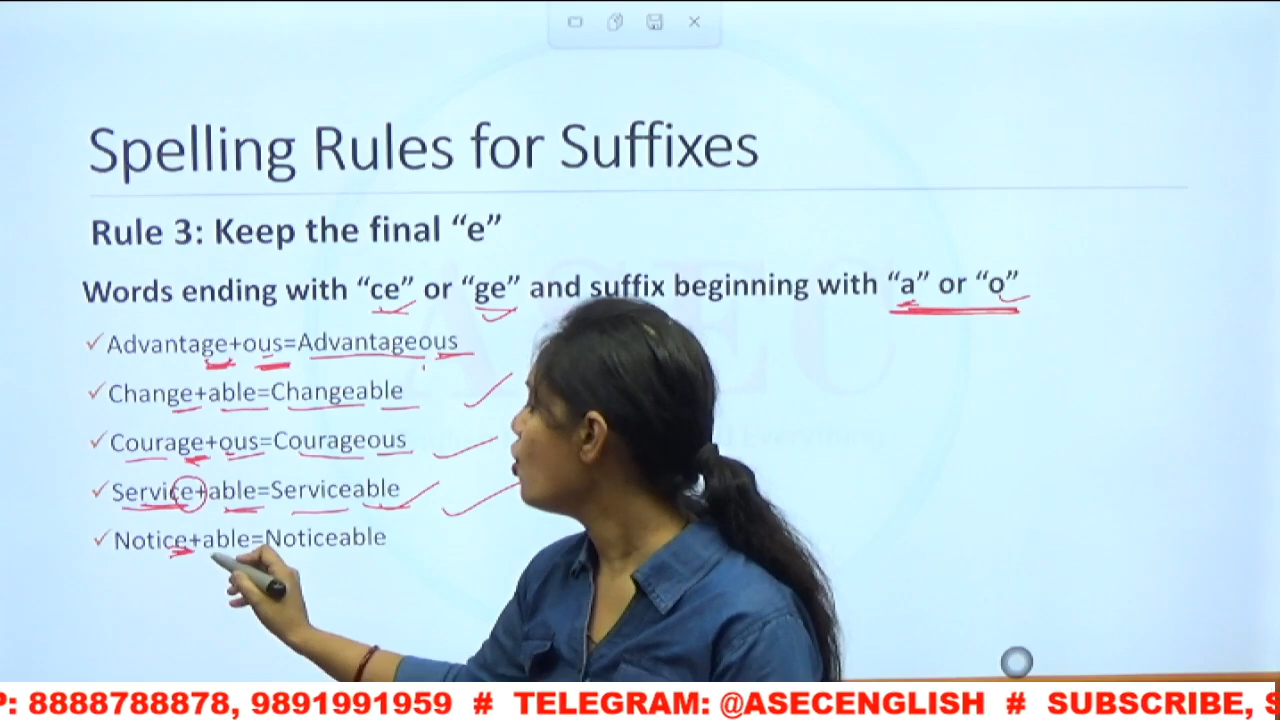 Spelling Rules for Suffixes
Rule 3: Keep the final “e”
Words ending with “ce” or “ge” and suffix beginning with “a” or “o”
✓Advantage+ous=Advantageous
✓Change+able=Changeable
✓Courage+ous=Courageous
✓Service+able=Serviceable
✓Notice+able=Noticeable
P: 8888788878, 9891991959 # TELEGRAM: @ASECENGLISH # SUBSCRIBE, S